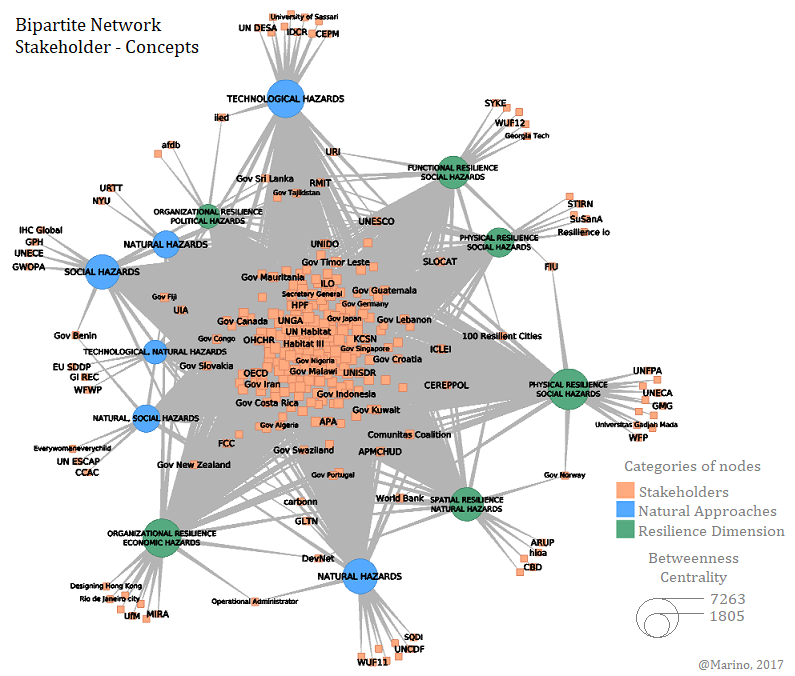 Bipartite Network
Stakeholder - Concepts
University of Sassari
UN DESA
IDCR
CEPM
TECHNOLOGICAL HAZARDS
iied
afdb
URI
SYKE
WUF12
Georgia Tech
FUNCTIONAL RESILIENCE
SOCIAL HAZARDS
Gov Sri Lanka
RMIT
Gov Tajikistan
URTT
NYU
ORGANIZATIONAL RESILIENCE
POLITICAL HAZARDS
UNESCO
STIRN
SuSanA
Resilience io
IHC Global
GPH
UNECE
GWOPA
NATURAL HAZARDS
UNIDO
PHYSICAL RESILIENCE
SOCIAL HAZARDS
SOCIAL HAZARDS
Gov Timor Leste
SLOCAT
FIU
Gov Mauritania
ILO
Secretary General
Gov Guatemala
Gov Fiji
UIA
HPF
Gov Germany
Gov Canada
UNGA
Gov Japan
Gov Lebanon
Gov Benin
UN Habitat
Gov Congo
OHCHR
Habitat III
KCSN
100 Resilient Cities
TECHNOLOGICAL, NATURAL HAZARDS
Gov Singapore
ICLEI
Gov Nigeria
Gov Croatia
EU SDDP
GI REC
WFWP
Gov Slovakia
OECD
Gov Malawi
UNISDR
Gov Iran
CEREPPOL
PHYSICAL RESILIENCE
SOCIAL HAZARDS
UNFPA
UNECA
GMG
Universitas Gadjah Mada
WFP
Gov Costa Rica
Gov Indonesia
Gov Kuwait
NATURAL, SOCIAL HAZARDS
Gov Algeria
APA
Comunitas Coalition
Everywomaneverychild
UN ESCAP
CCAC
FCC
Gov Swaziland
APMCHUD
Gov New Zealand
Gov Portugal
Gov Norway
carbonn
World Bank
SPATIAL RESILIENCE
NATURAL HAZARDS
GLTN
ORGANIZATIONAL RESILIENCE
ECONOMIC HAZARDS
ARUP
CBD
DevNet
NATURAL HAZARDS
Designing Hong Kong
Rio de Janeiro city
UfM
MIRA
Operational Administrator
SQDI
UNCDF
WUF11
Categories of nodes
Stakeholders
Natural Approaches
Resilience Dimension
Betweenness
Centrality
7263
1805
@Marino, 2017